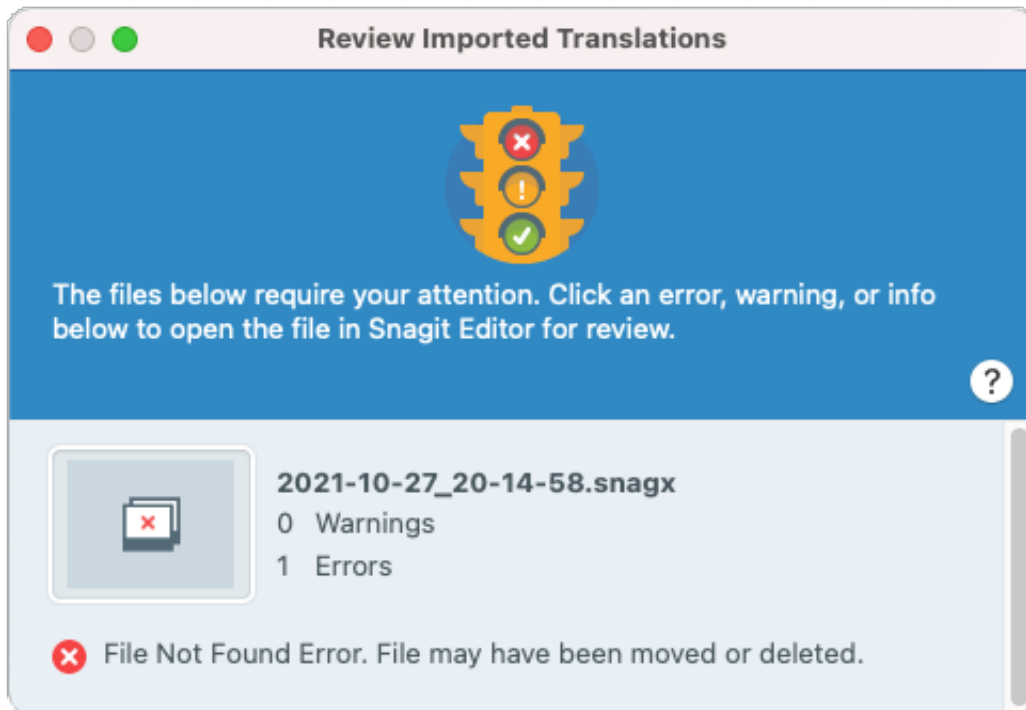 Review Imported Translations
The files below require your attention. Click an error, warning, or info
below to open the file in Snagit Editor for review.
?
2021-10-27_20-14-58.snagx
0 Warnings
1 Errors
File Not Found Error. File may have been moved or deleted.